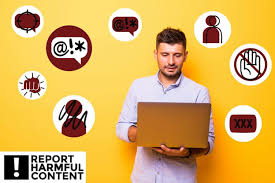 @!*
@!*
XXX
!
REPORT
HARMFUL
CONTENT